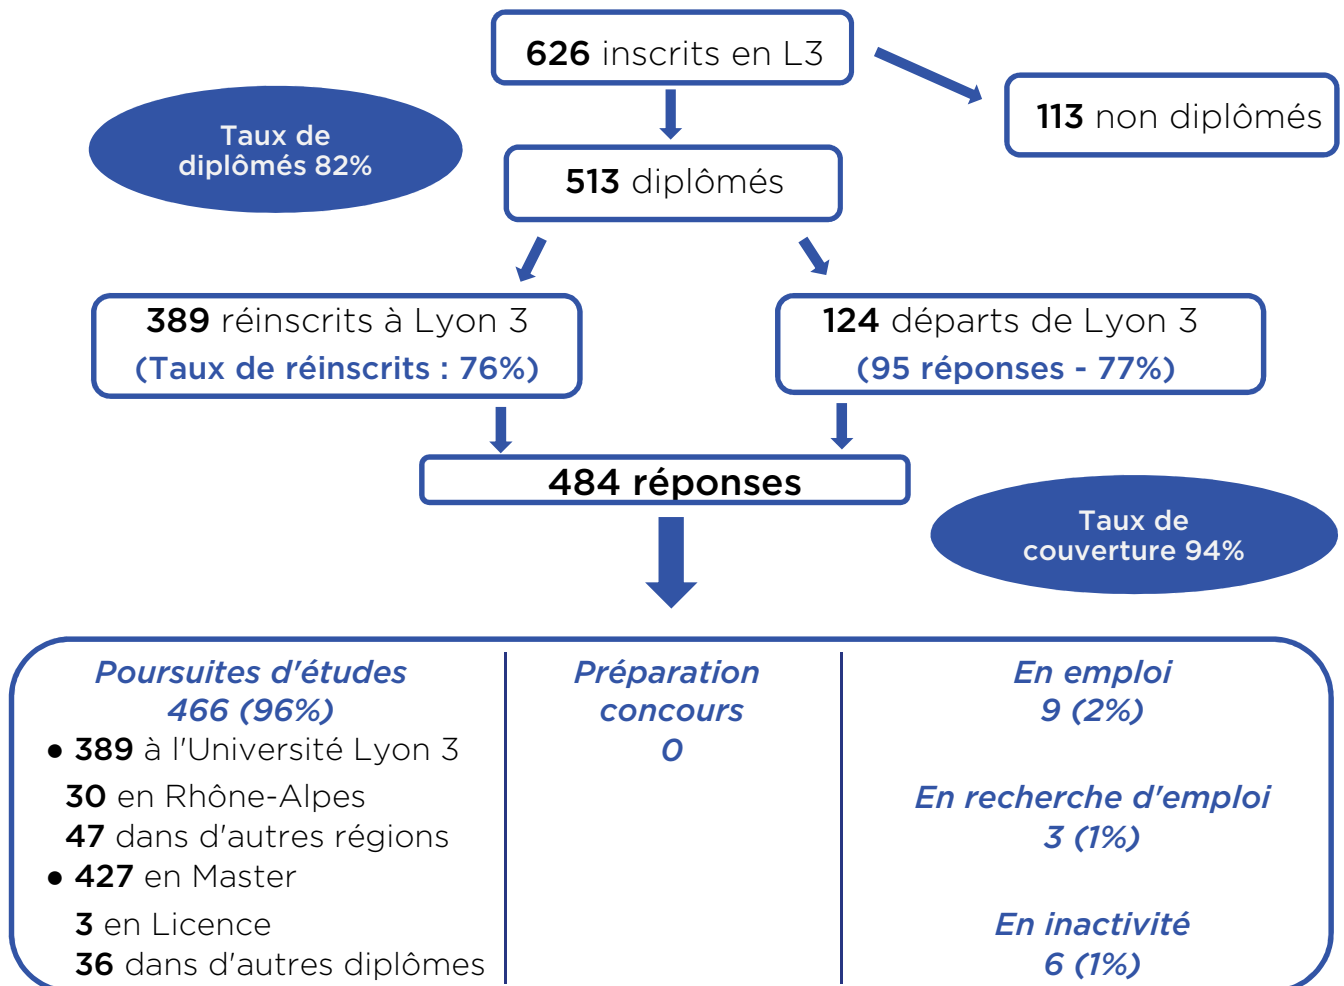 626 inscrits en L3
113 non diplômés
Taux de
diplômés 82%
513 diplômés
389 réinscrits à Lyon 3
(Taux de réinscrits : 76%)
124 départs de Lyon 3
(95 réponses - 77%)
484 réponses
Taux de
couverture 94%
Poursuites d'études
466 (96%)
● 389 à l'Université Lyon 3
30 en Rhône-Alpes
47 dans d'autres régions
● 427 en Master
3 en Licence
36 dans d'autres diplômes
Préparation
concours
0
En emploi
9 (2%)
En recherche d'emploi
3 (1%)
En inactivité
6 (1%)